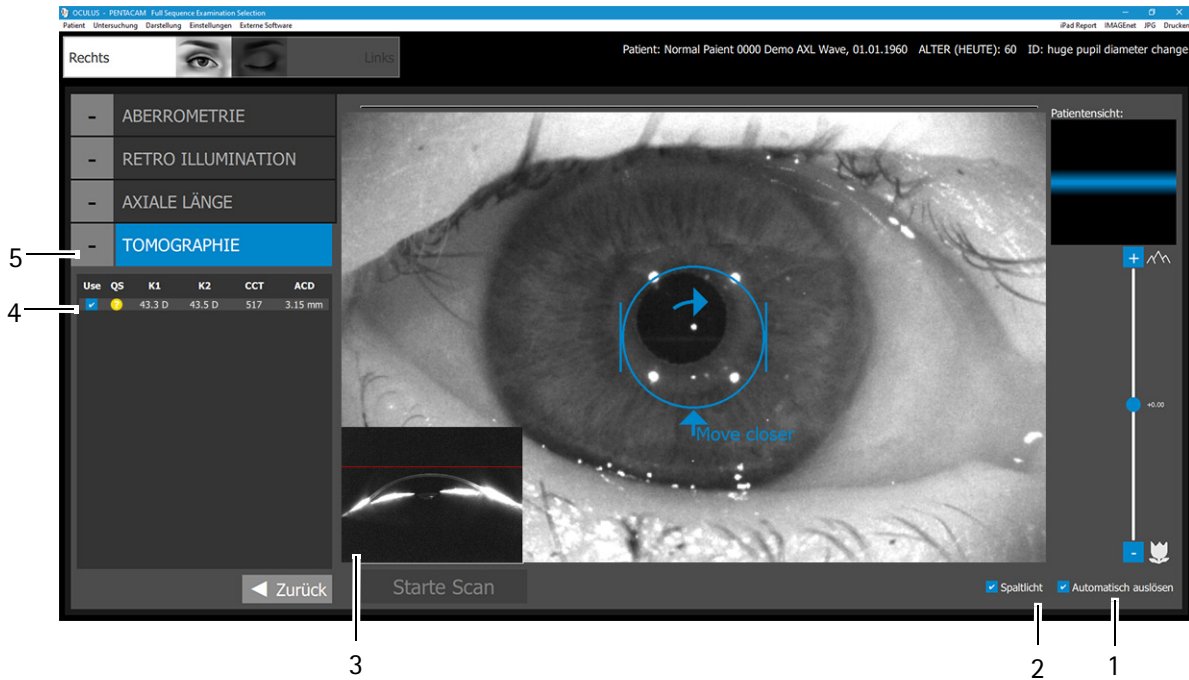 OCULUS - PENTACAM Full Sequence Examination Selection
Patient Untersuchung Darstellung Einstellungen Externe Software
iPad Report IMAGEnet JPG Drucken
Rechts
Links
Patient: Normal Paient 0000 Demo AXL Wave, 01.01.1960 ALTER (HEUTE): 60 ID: huge pupil diameter change
- ABERROMETRIE
- RETRO ILLUMINATION
- AXIALE LÄNGE
- TOMOGRAPHIE
Patientensicht:
+
5
Use QS K1 K2 CCT ACD
4
? 43.3 D 43.5 D 517 3.15 mm
+0.00
Move closer
-
Zurück
Starte Scan
Spaltlicht
Automatisch auslösen
3
2
1